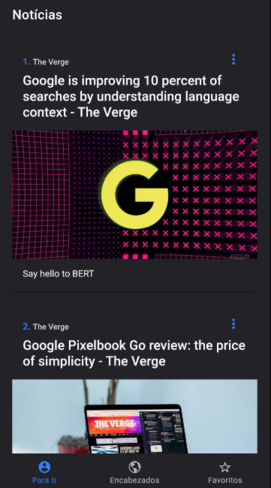 Notícias
1. The Verge
Google is improving 10 percent of
searches by understanding language
context - The Verge
G
Say hello to BERT
2. The Verge
Google Pixelbook Go review: the price
of simplicity - The Verge
THE VERGE
Para ti
Encabezados
Favoritos